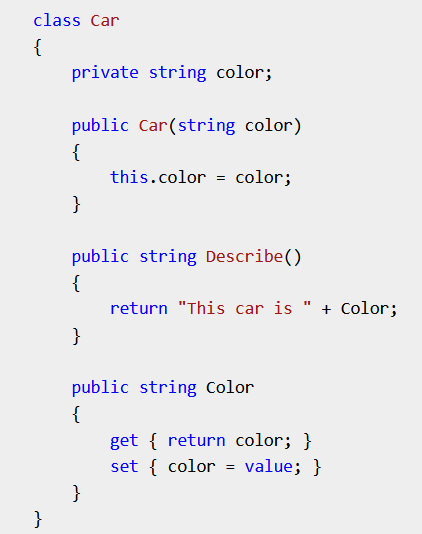 class Car
{
    private string color;

    public Car(string color)
    {
        this.color = color;
    }

    public string Describe()
    {
        return "This car is " + Color;
    }

    public string Color
    {
        get { return color; }
        set { color = value; }
    }
}